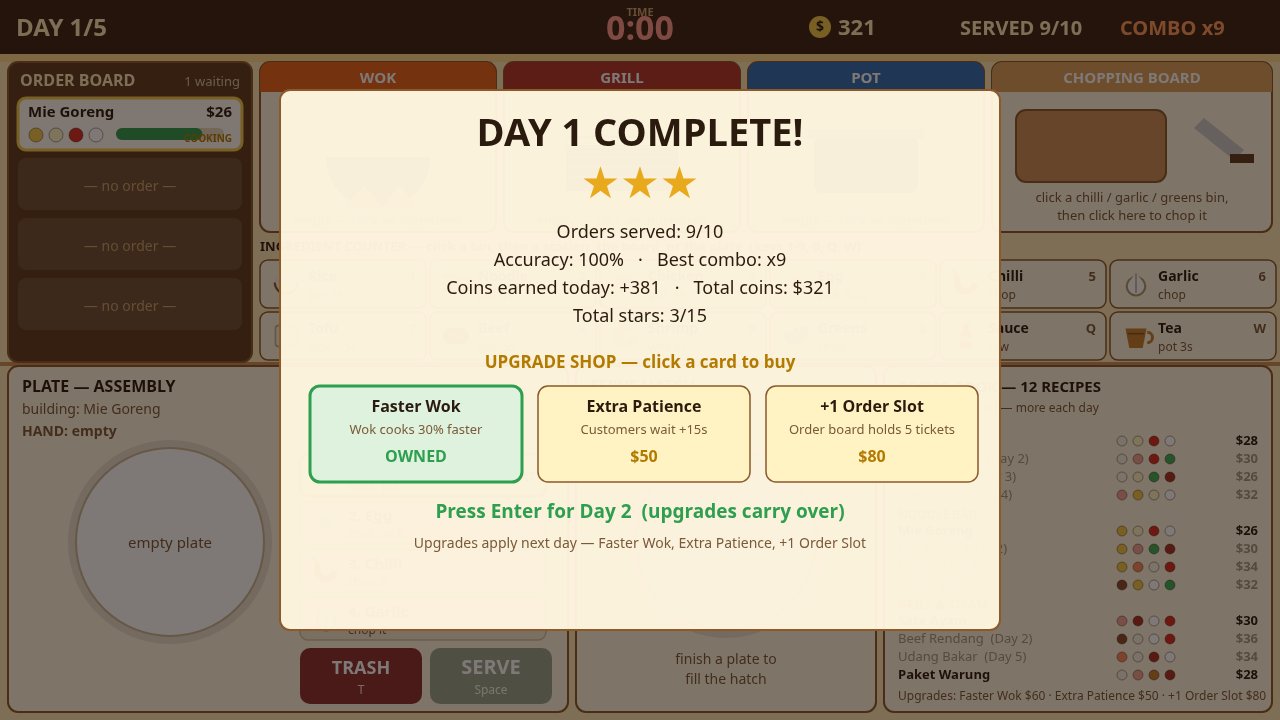 DAY 1/5
TIME
0:00
$ 321
SERVED 9/10
COMBO x9
ORDER BOARD
1 waiting
Mie Goreng
$26
COOKING
— no order —
— no order —
— no order —
WOK
GRILL
POT
CHOPPING BOARD
click a chilli / garlic / greens bin,
then click here to chop it
Garlic
6
chop
5
Q
Tea
W
pot 3s
DAY 1 COMPLETE!
★★★
Orders served: 9/10
Accuracy: 100% · Best combo: x9
Coins earned today: +381 · Total coins: $321
Total stars: 3/15
UPGRADE SHOP — click a card to buy
Faster Wok
Wok cooks 30% faster
OWNED
Extra Patience
Customers wait +15s
$50
+1 Order Slot
Order board holds 5 tickets
$80
Press Enter for Day 2 (upgrades carry over)
Upgrades apply next day — Faster Wok, Extra Patience, +1 Order Slot
PLATE — ASSEMBLY
building: Mie Goreng
HAND: empty
empty plate
TRASH
T
SERVE
Space
finish a plate to
fill the hatch
— 12 RECIPES
— more each day
$28
$30
$26
$32
Mie Goreng
$26
$30
$34
$32
$30
Beef Rendang (Day 2)
$36
Udang Bakar (Day 5)
$34
Paket Warung
$28
Upgrades: Faster Wok $60 · Extra Patience $50 · +1 Order Slot $80